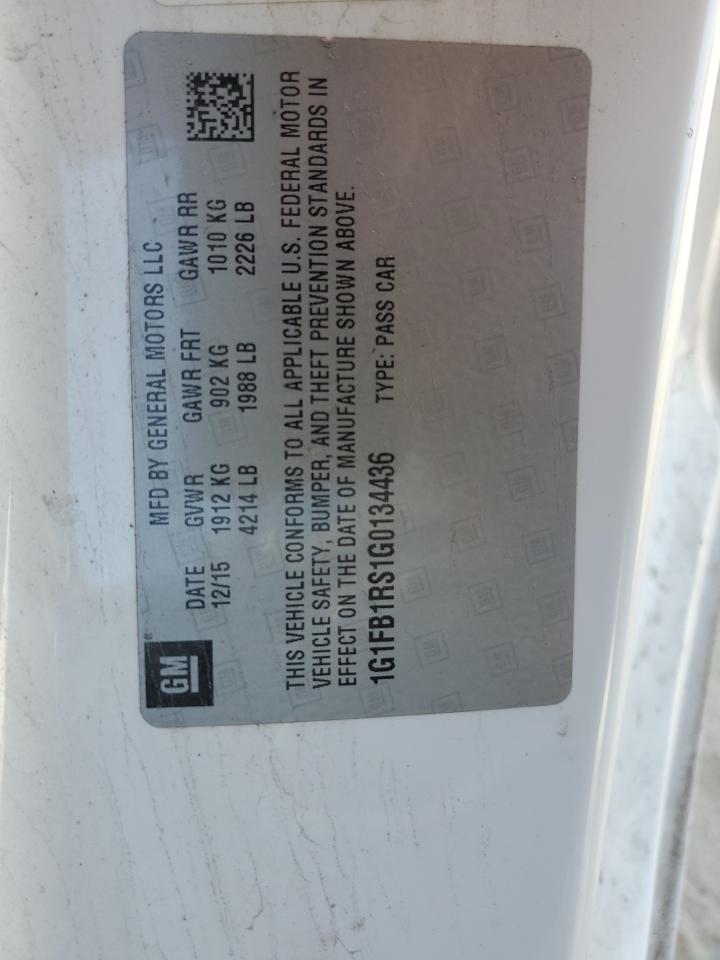 GM
MFD BY GENERAL MOTORS LLC
DATE GVWR GAWR FRT GAWR RR
12/15 1912 KG 902 KG 1010 KG
4214 LB 1988 LB 2226 LB
THIS VEHICLE CONFORMS TO ALL APPLICABLE U.S. FEDERAL MOTOR
VEHICLE SAFETY, BUMPER, AND THEFT PREVENTION STANDARDS IN
EFFECT ON THE DATE OF MANUFACTURE SHOWN ABOVE.
1G1FB1RS1G0134436 TYPE: PASS CAR